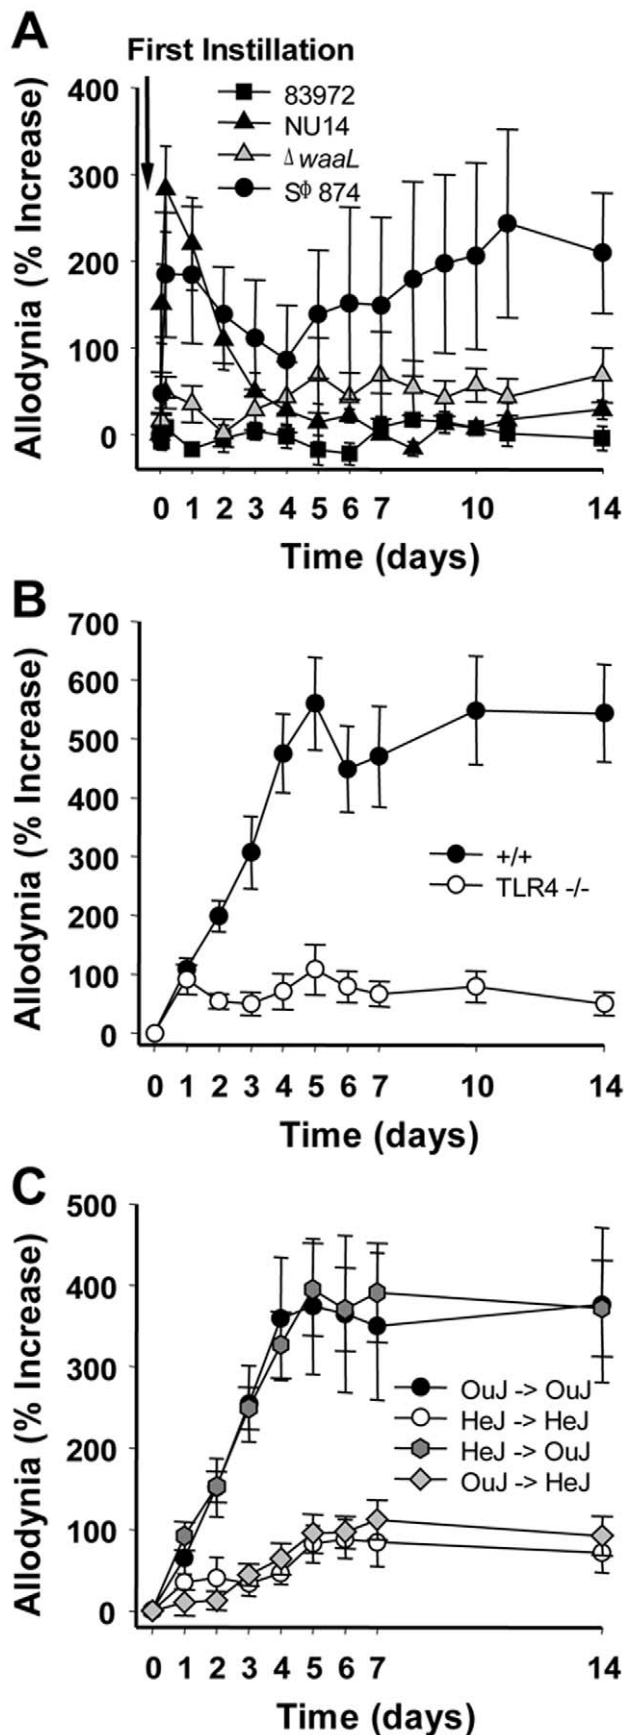 A
First Instillation
Allodynia (% Increase)
400
300
200
100
0
83972
NU14
Δ waaL
SΦ 874
0 1 2 3 4 5 6 7 10 14
Time (days)
B
Allodynia (% Increase)
700
600
500
400
300
200
100
0
+/+
TLR4 -/-
0 1 2 3 4 5 6 7 10 14
Time (days)
C
Allodynia (% Increase)
500
400
300
200
100
0
OuJ -> OuJ
HeJ -> HeJ
HeJ -> OuJ
OuJ -> HeJ
0 1 2 3 4 5 6 7 14
Time (days)